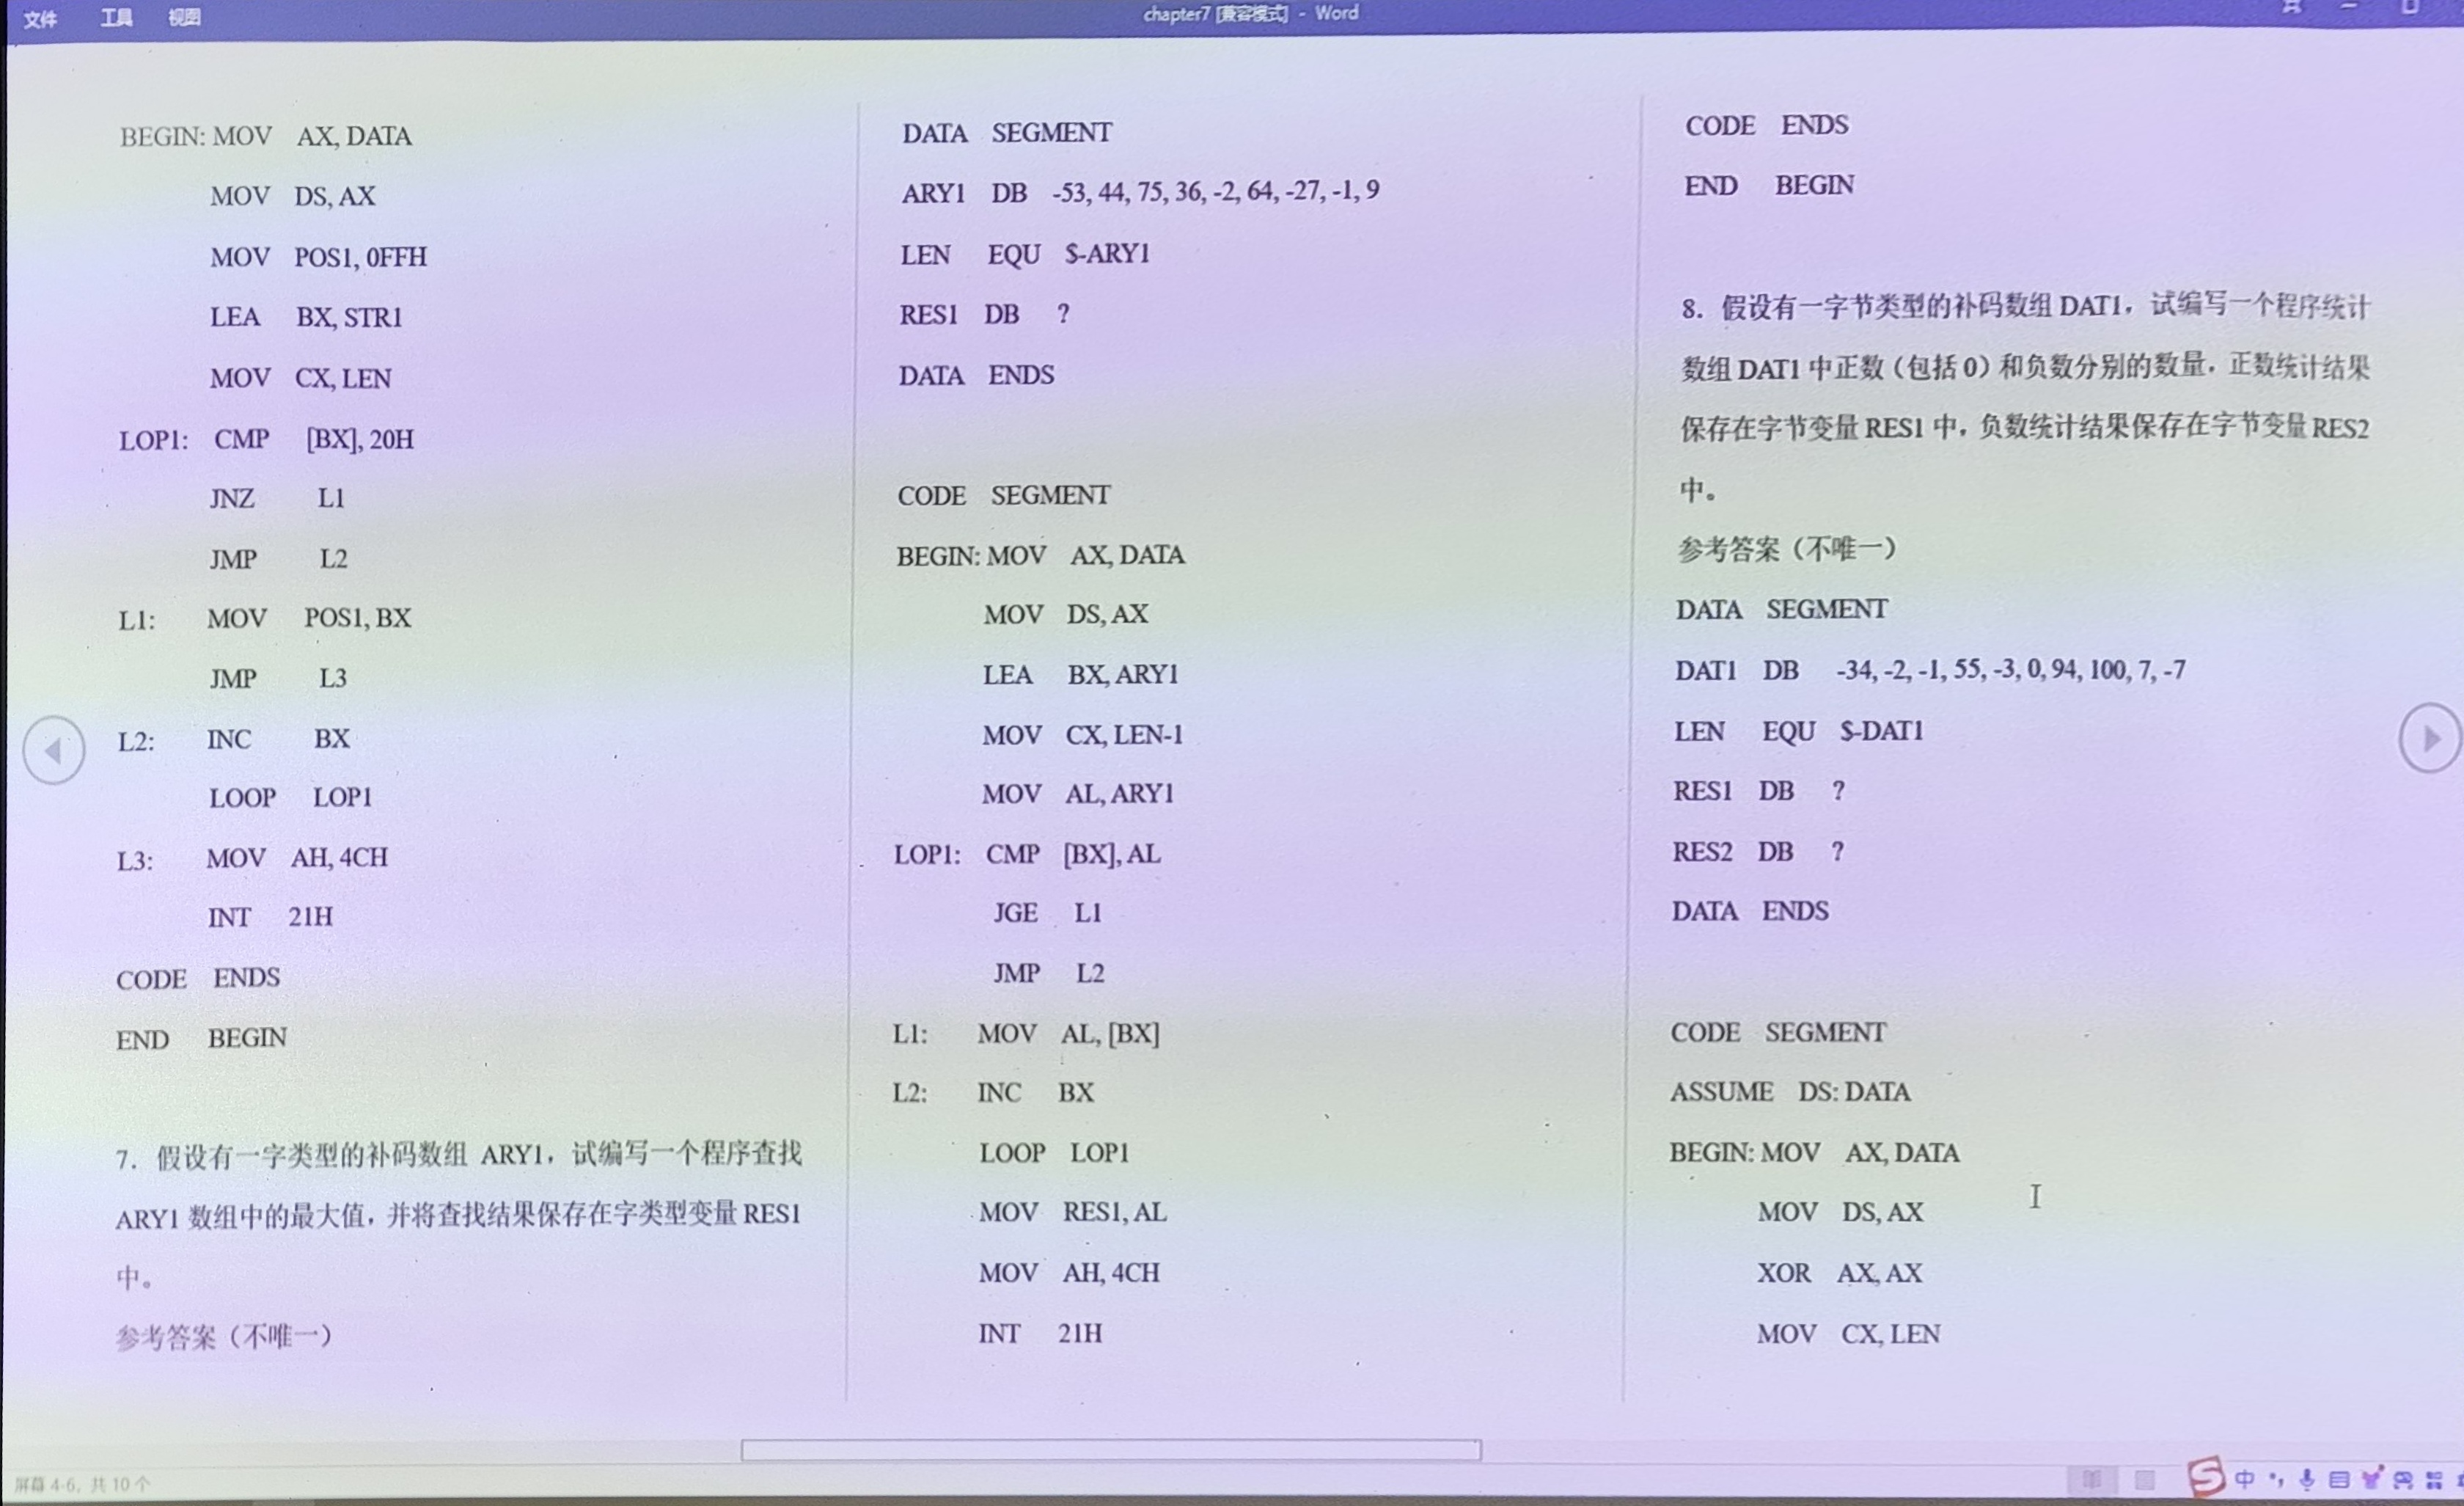 文件 工具 视图
chapter7 [兼容模式] - Word
BEGIN: MOV AX, DATA
MOV DS, AX
MOV POS1, 0FFH
LEA BX, STR1
MOV CX, LEN
LOP1: CMP [BX], 20H
JNZ L1
JMP L2
L1: MOV POS1, BX
JMP L3
L2: INC BX
LOOP LOP1
L3: MOV AH, 4CH
INT 21H
CODE ENDS
END BEGIN
7. 假设有一字类型的补码数组 ARY1，试编写一个程序查找
ARY1 数组中的最大值，并将查找结果保存在字类型变量 RES1
中。
参考答案（不唯一）
DATA SEGMENT
ARY1 DB -53, 44, 75, 36, -2, 64, -27, -1, 9
LEN EQU $-ARY1
RES1 DB ?
DATA ENDS
CODE SEGMENT
BEGIN: MOV AX, DATA
MOV DS, AX
LEA BX, ARY1
MOV CX, LEN-1
MOV AL, ARY1
LOP1: CMP [BX], AL
JGE L1
JMP L2
L1: MOV AL, [BX]
L2: INC BX
LOOP LOP1
MOV RES1, AL
MOV AH, 4CH
INT 21H
CODE ENDS
END BEGIN
8. 假设有一字节类型的补码数组 DAT1，试编写一个程序统计
数组 DAT1 中正数（包括 0）和负数分别的数量，正数统计结果
保存在字节变量 RES1 中，负数统计结果保存在字节变量 RES2
中。
参考答案（不唯一）
DATA SEGMENT
DAT1 DB -34, -2, -1, 55, -3, 0, 94, 100, 7, -7
LEN EQU $-DAT1
RES1 DB ?
RES2 DB ?
DATA ENDS
CODE SEGMENT
ASSUME DS: DATA
BEGIN: MOV AX, DATA
MOV DS, AX
XOR AX, AX
MOV CX, LEN
屏幕 4-6，共 10 个
中